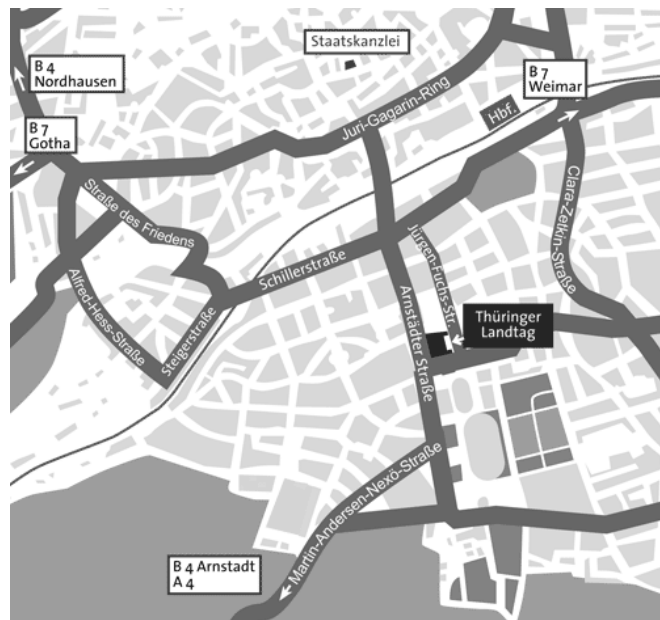 Staatskanzlei
B 4
Nordhausen
B 7
Weimar
Hbf.
B 7
Gotha
Juri-Gagarin-Ring
Straße des Friedens
Clara-Zetkin-Straße
Jürgen-Fuchs-Str.
Schillerstraße
Alfred-Hess-Straße
Steigerstraße
Arnstädter Straße
Thüringer
Landtag
Martin-Andersen-Nexö-Straße
B 4 Arnstadt
A 4